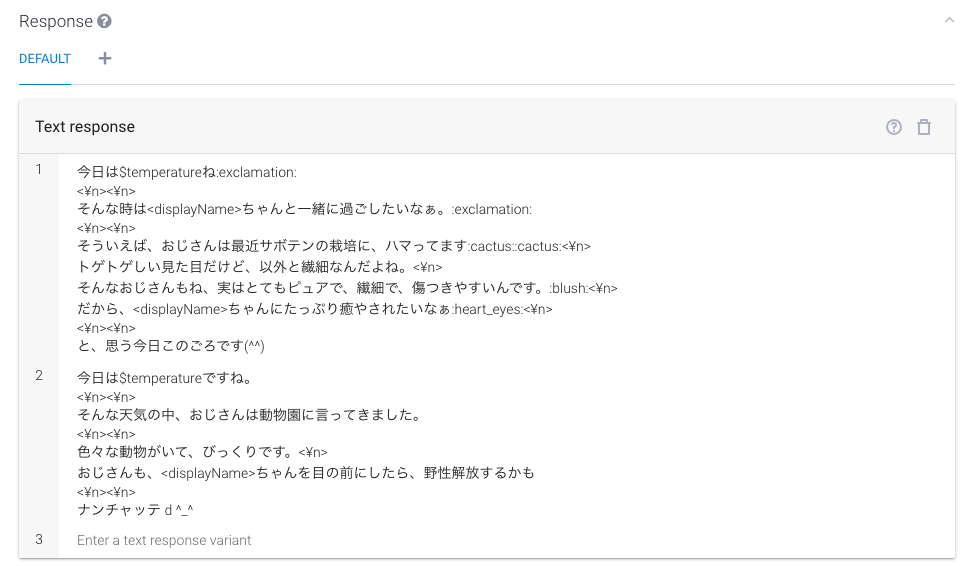 Response
DEFAULT +
Text response
1
今日は$temperatureね:exclamation:
<¥n><¥n>
そんな時は<displayName>ちゃんと一緒に過ごしたいなぁ。:exclamation:
<¥n><¥n>
そういえば、おじさんは最近サボテンの栽培に、ハマってます:cactus::cactus:<¥n>
トゲトゲしい見た目だけど、以外と繊細なんだよね。<¥n>
そんなおじさんもね、実はとてもピュアで、繊細で、傷つきやすいんです。:blush:<¥n>
だから、<displayName>ちゃんにたっぷり癒やされたいなぁ:heart_eyes:<¥n>
<¥n><¥n>
と、思う今日このごろです(^^)
2
今日は$temperatureですね。
<¥n><¥n>
そんな天気の中、おじさんは動物園に言ってきました。
<¥n><¥n>
色々な動物がいて、びっくりです。<¥n>
おじさんも、<displayName>ちゃんを目の前にしたら、野性解放するかも
<¥n><¥n>
ナンチャッテ d ^_^
3
Enter a text response variant